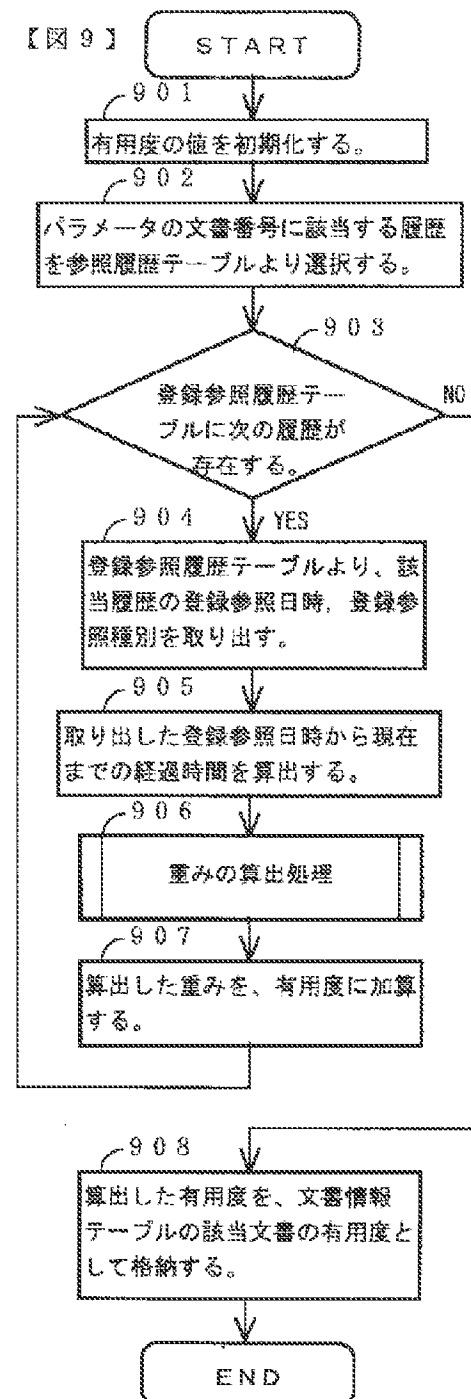 【図9】
START
901
有用度の値を初期化する。
902
パラメータの文書番号に該当する履歴
を参照履歴テーブルより選択する。
903
登録参照履歴テー
ブルに次の履歴が
存在する。
NO
YES
904
登録参照履歴テーブルより、該
当履歴の登録参照日時，登録参
照種別を取り出す。
905
取り出した登録参照日時から現在
までの経過時間を算出する。
906
重みの算出処理
907
算出した重みを、有用度に加算
する。
908
算出した有用度を、文書情報
テーブルの該当文書の有用度と
して格納する。
END